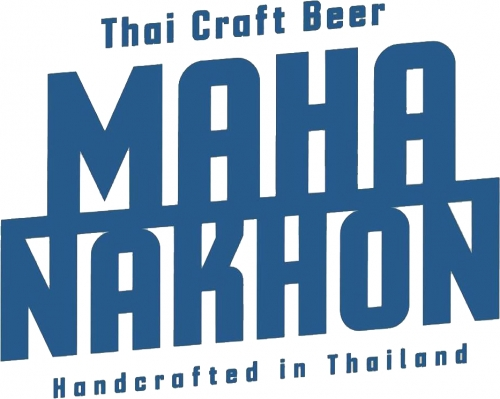 Thai Craft Beer
MAHA
NAKHON
Handcrafted in Thailand